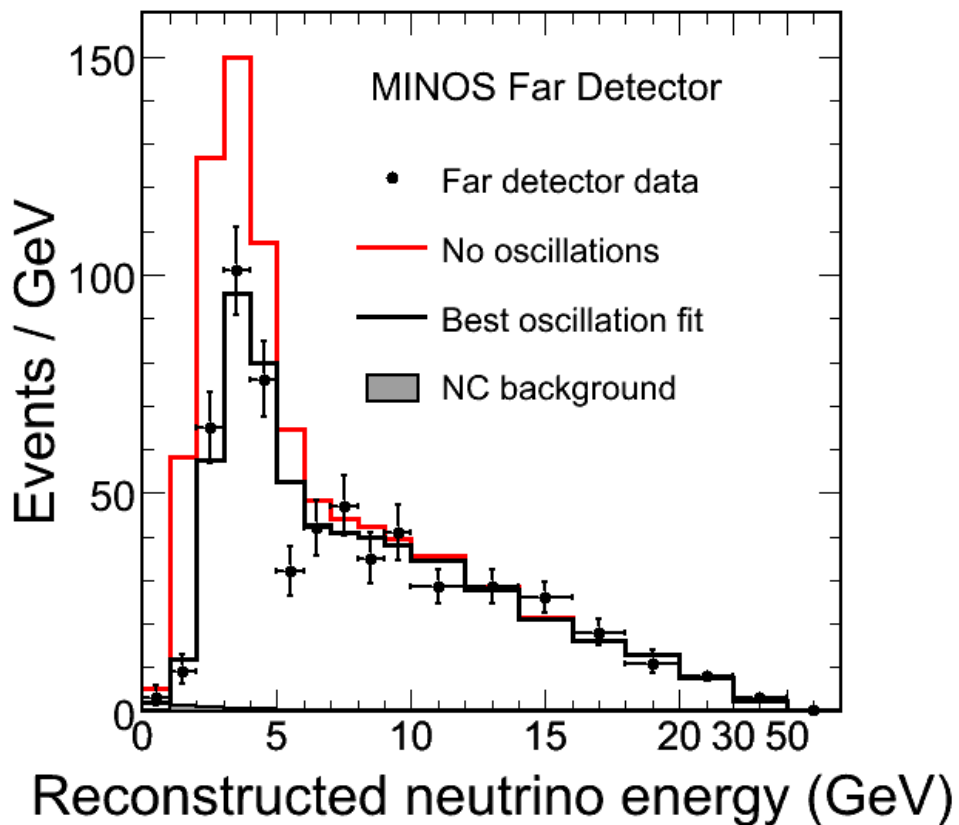 MINOS Far Detector
Far detector data
No oscillations
Best oscillation fit
NC background
Events / GeV
150
100
50
0
0 5 10 15 20 30 50
Reconstructed neutrino energy (GeV)